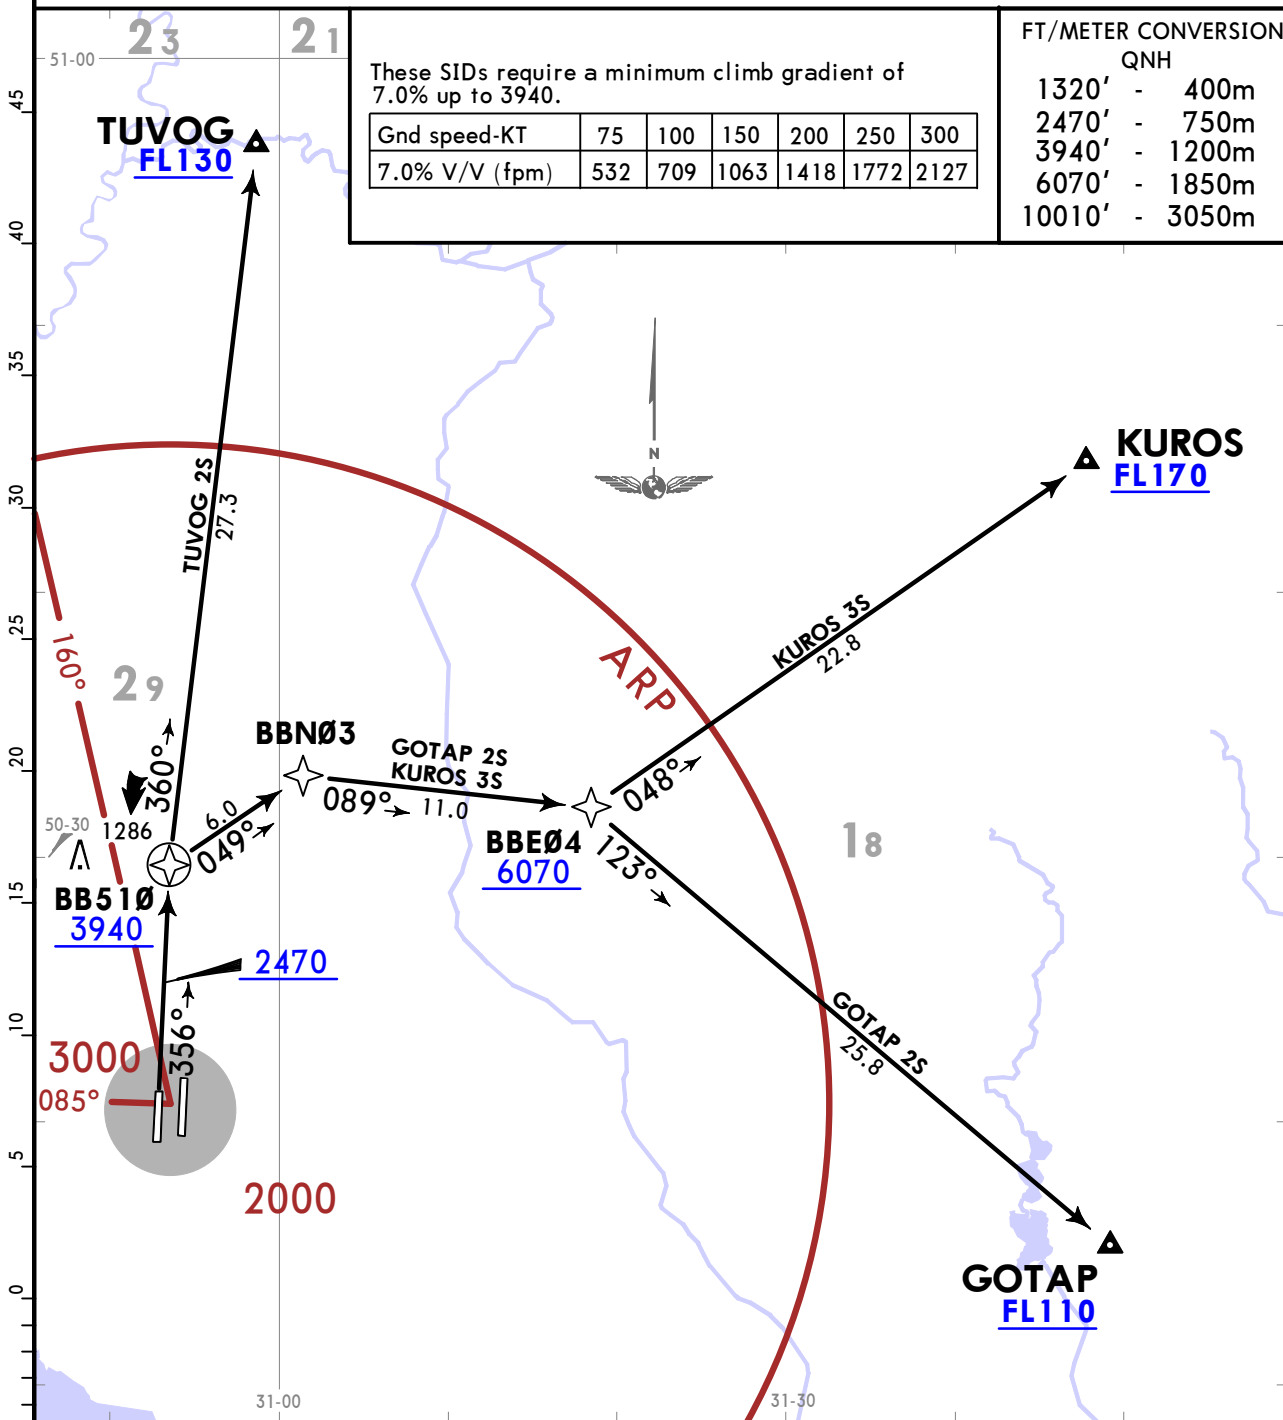 23
21
51-00
These SIDs require a minimum climb gradient of
7.0% up to 3940.
Gnd speed-KT 75 100 150 200 250 300
7.0% V/V (fpm) 532 709 1063 1418 1772 2127
FT/METER CONVERSION
QNH
1320' - 400m
2470' - 750m
3940' - 1200m
6070' - 1850m
10010' - 3050m
45
40
35
30
25
20
15
10
5
0
TUVOG
FL130
TUVOG 2S
27.3
N
KUROS
FL170
KUROS 3S
22.8
160°
29
ARP
BBNØ3
GOTAP 2S
KUROS 3S
089°
11.0
048°
360°
6.0
049°
1286
50-30
BBEØ4
6070
123°
18
BB51Ø
3940
2470
356°
3000
085°
2000
GOTAP 2S
25.8
GOTAP
FL110
31-00
31-30